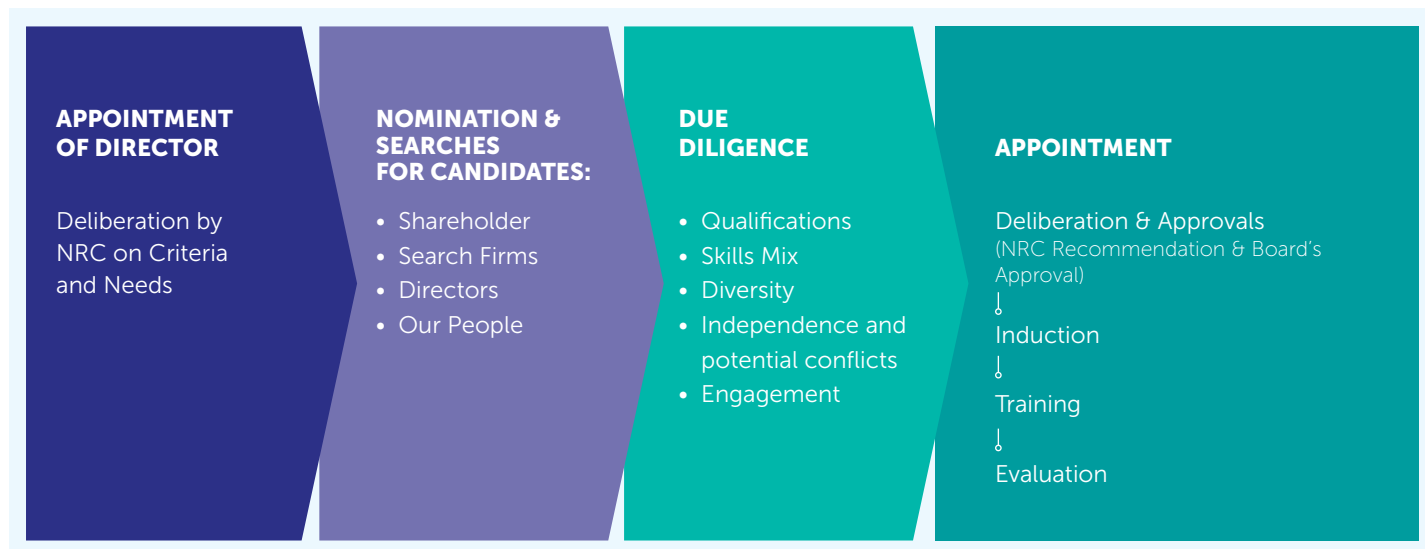 APPOINTMENT
OF DIRECTOR
Deliberation by
NRC on Criteria
and Needs
NOMINATION &
SEARCHES
FOR CANDIDATES:
• Shareholder
• Search Firms
• Directors
• Our People
DUE
DILIGENCE
• Qualifications
• Skills Mix
• Diversity
• Independence and
potential conflicts
• Engagement
APPOINTMENT
Deliberation & Approvals
(NRC Recommendation & Board's
Approval)
Induction
Training
Evaluation